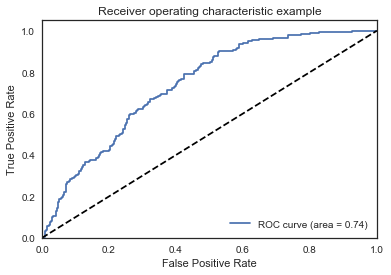 Receiver operating characteristic example
True Positive Rate
1.0
0.8
0.6
0.4
0.2
0.0
ROC curve (area = 0.74)
0.0 0.2 0.4 0.6 0.8 1.0
False Positive Rate